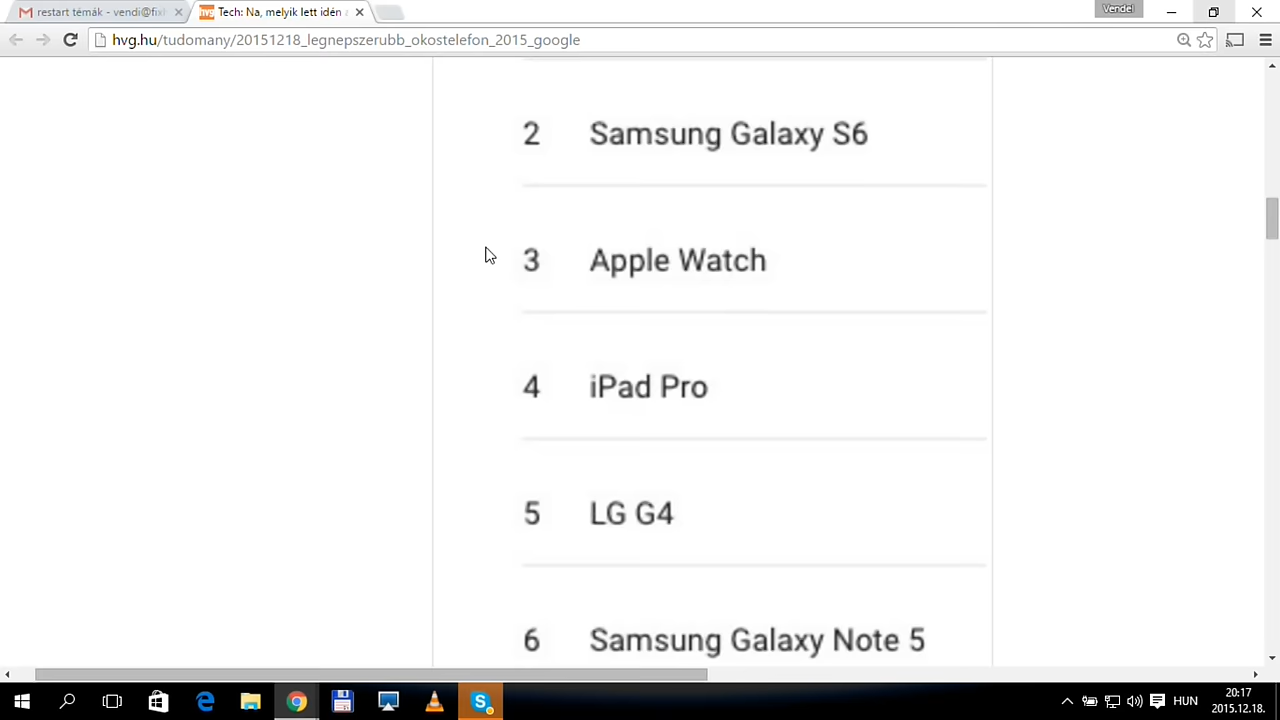 restart témák - vendi@fixh
Tech: Na, melyik lett idén a
Vendel
hvg.hu/tudomany/20151218_legnepszerubb_okostelefon_2015_google
2 Samsung Galaxy S6
3 Apple Watch
4 iPad Pro
5 LG G4
6 Samsung Galaxy Note 5
HUN
20:17
2015.12.18.